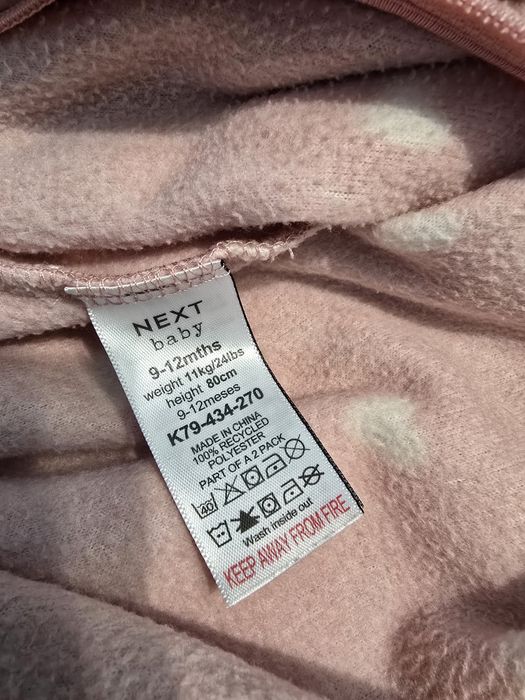 NEXT
baby
9-12mths
weight 11kg/24lbs
height 80cm
9-12meses
K79-434-270
MADE IN CHINA
100% RECYCLED
POLYESTER
PART OF A 2 PACK
40
Wash inside out
KEEP AWAY FROM FIRE